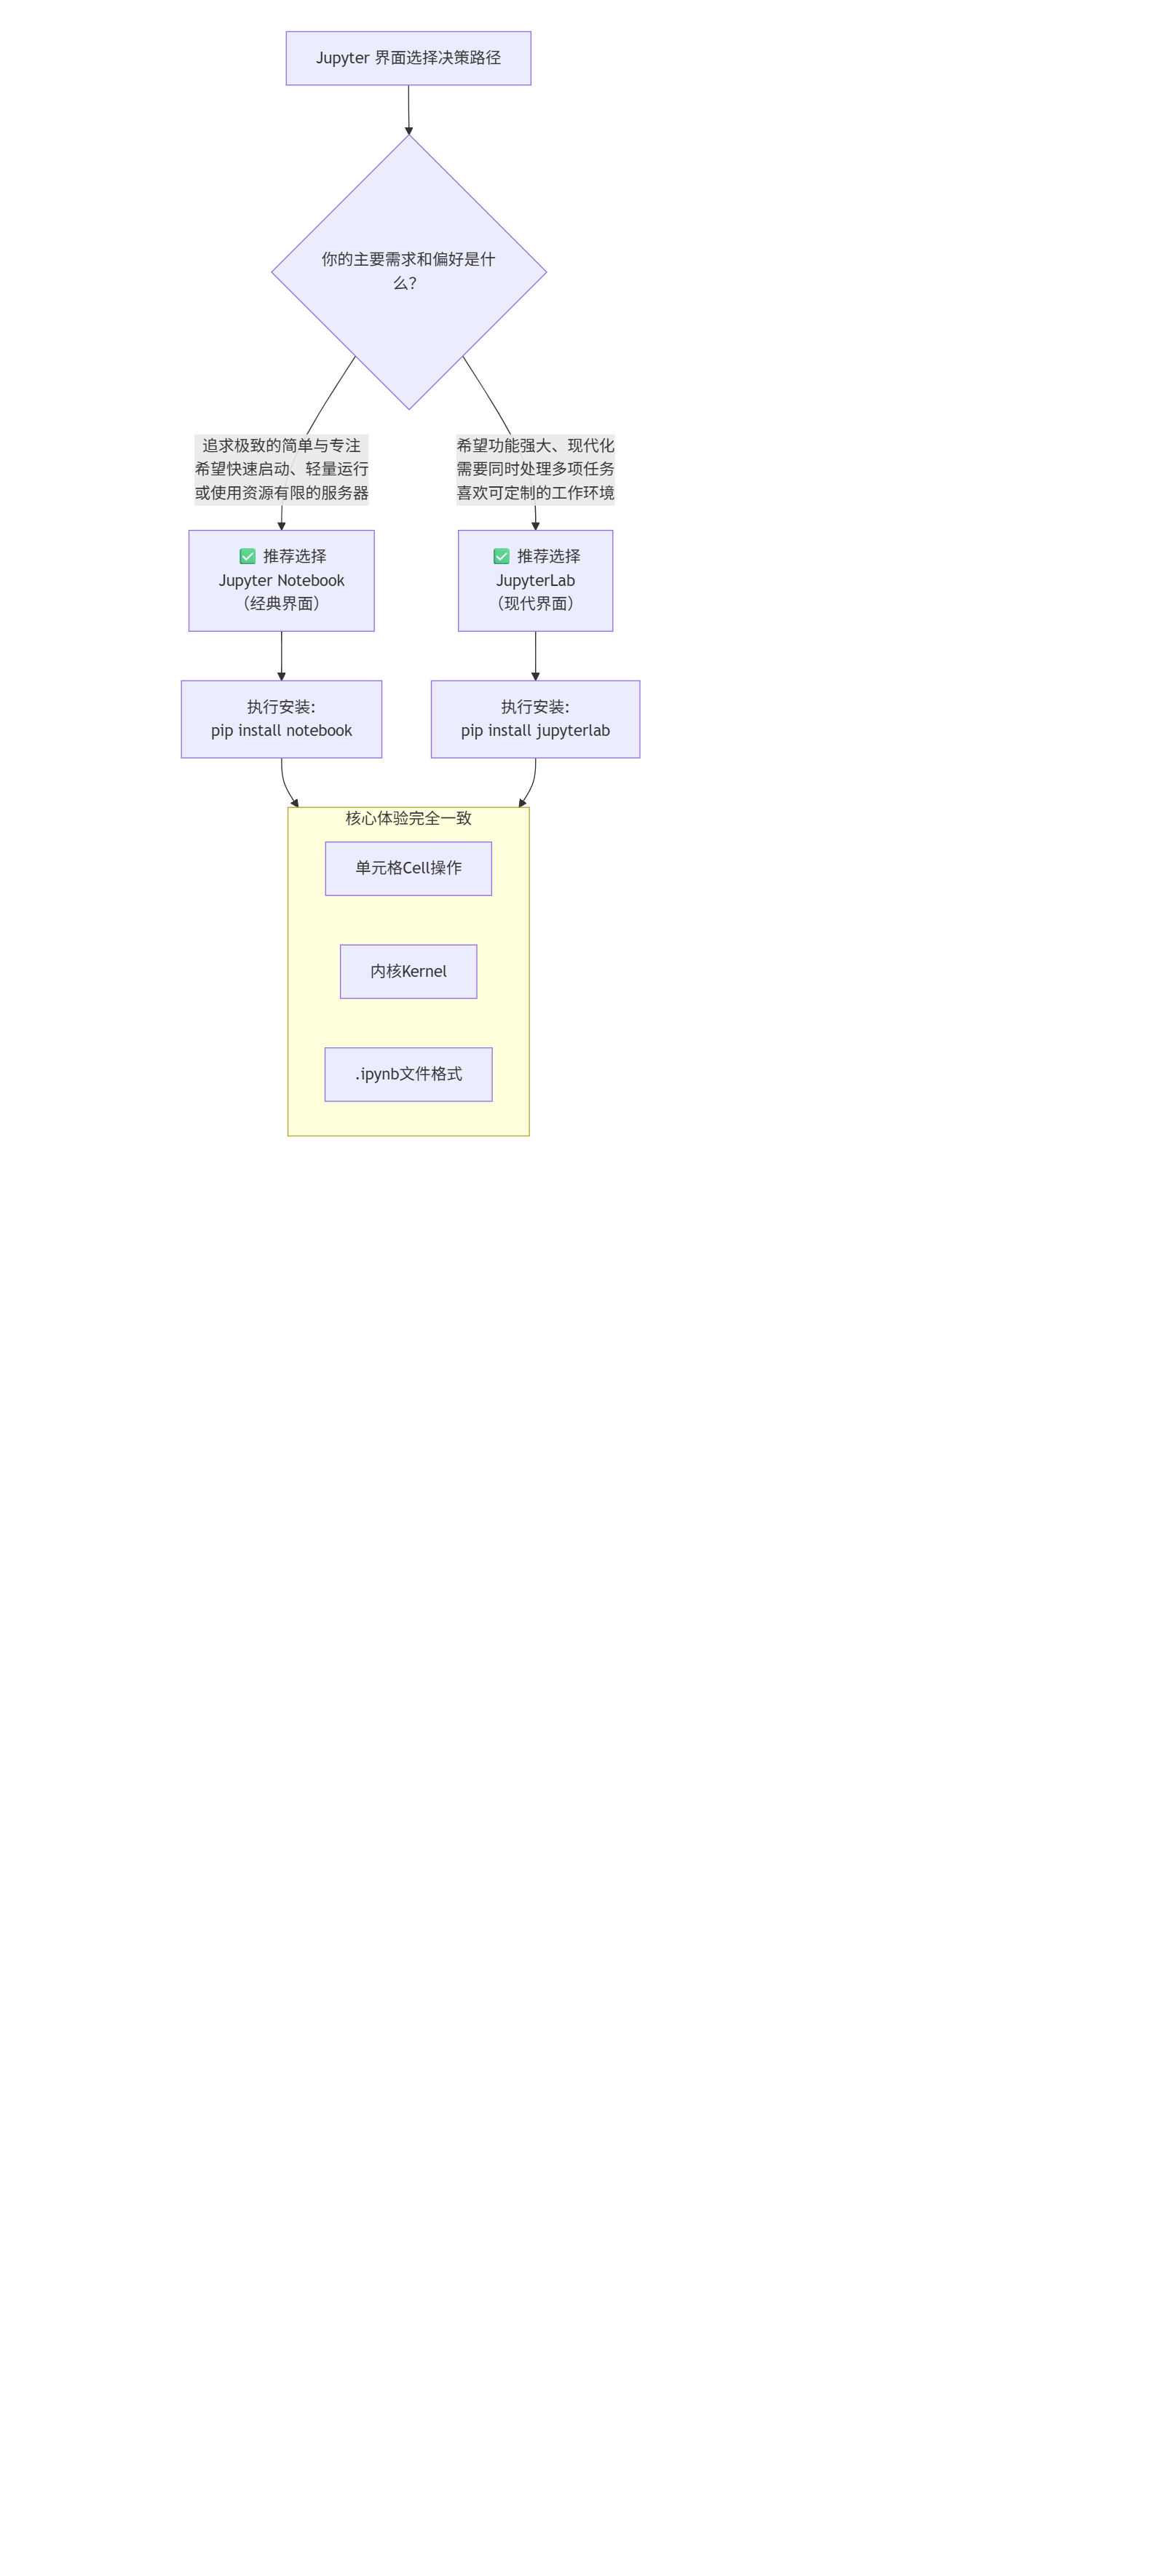 Jupyter 界面选择决策路径
你的主要需求和偏好是什
么？
追求极致的简单与专注
希望快速启动、轻量运行
或使用资源有限的服务器
希望功能强大、现代化
需要同时处理多项任务
喜欢可定制的工作环境
✅ 推荐选择
Jupyter Notebook
（经典界面）
✅ 推荐选择
JupyterLab
（现代界面）
执行安装:
pip install notebook
执行安装:
pip install jupyterlab
核心体验完全一致
单元格Cell操作
内核Kernel
.ipynb文件格式